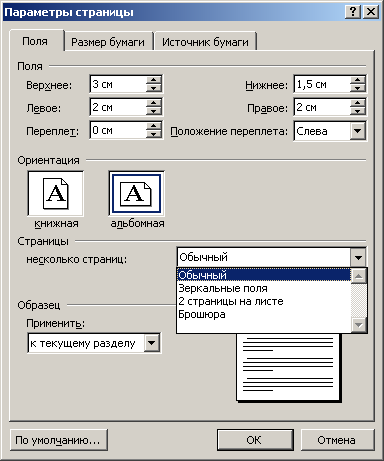 Параметры страницы
Поля Размер бумаги Источник бумаги
Поля
Верхнее: 3 см Нижнее: 1,5 см
Левое: 2 см Правое: 2 см
Переплет: 0 см Положение переплета: Слева
Ориентация
A A
книжная альбомная
Страницы
несколько страниц: Обычный
Обычный
Зеркальные поля
2 страницы на листе
Брошюра
Образец
Применить:
к текущему разделу
По умолчанию... ОК Отмена